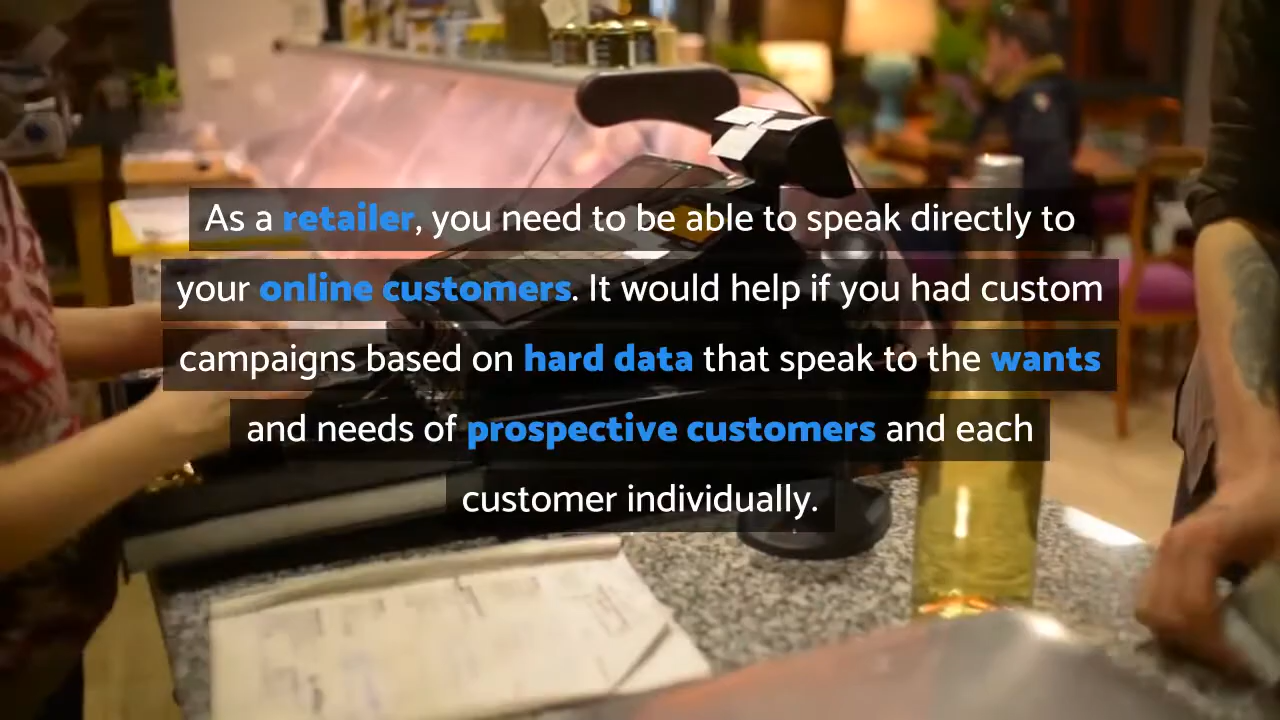 As a retailer, you need to be able to speak directly to
your online customers. It would help if you had custom
campaigns based on hard data that speak to the wants
and needs of prospective customers and each
customer individually.